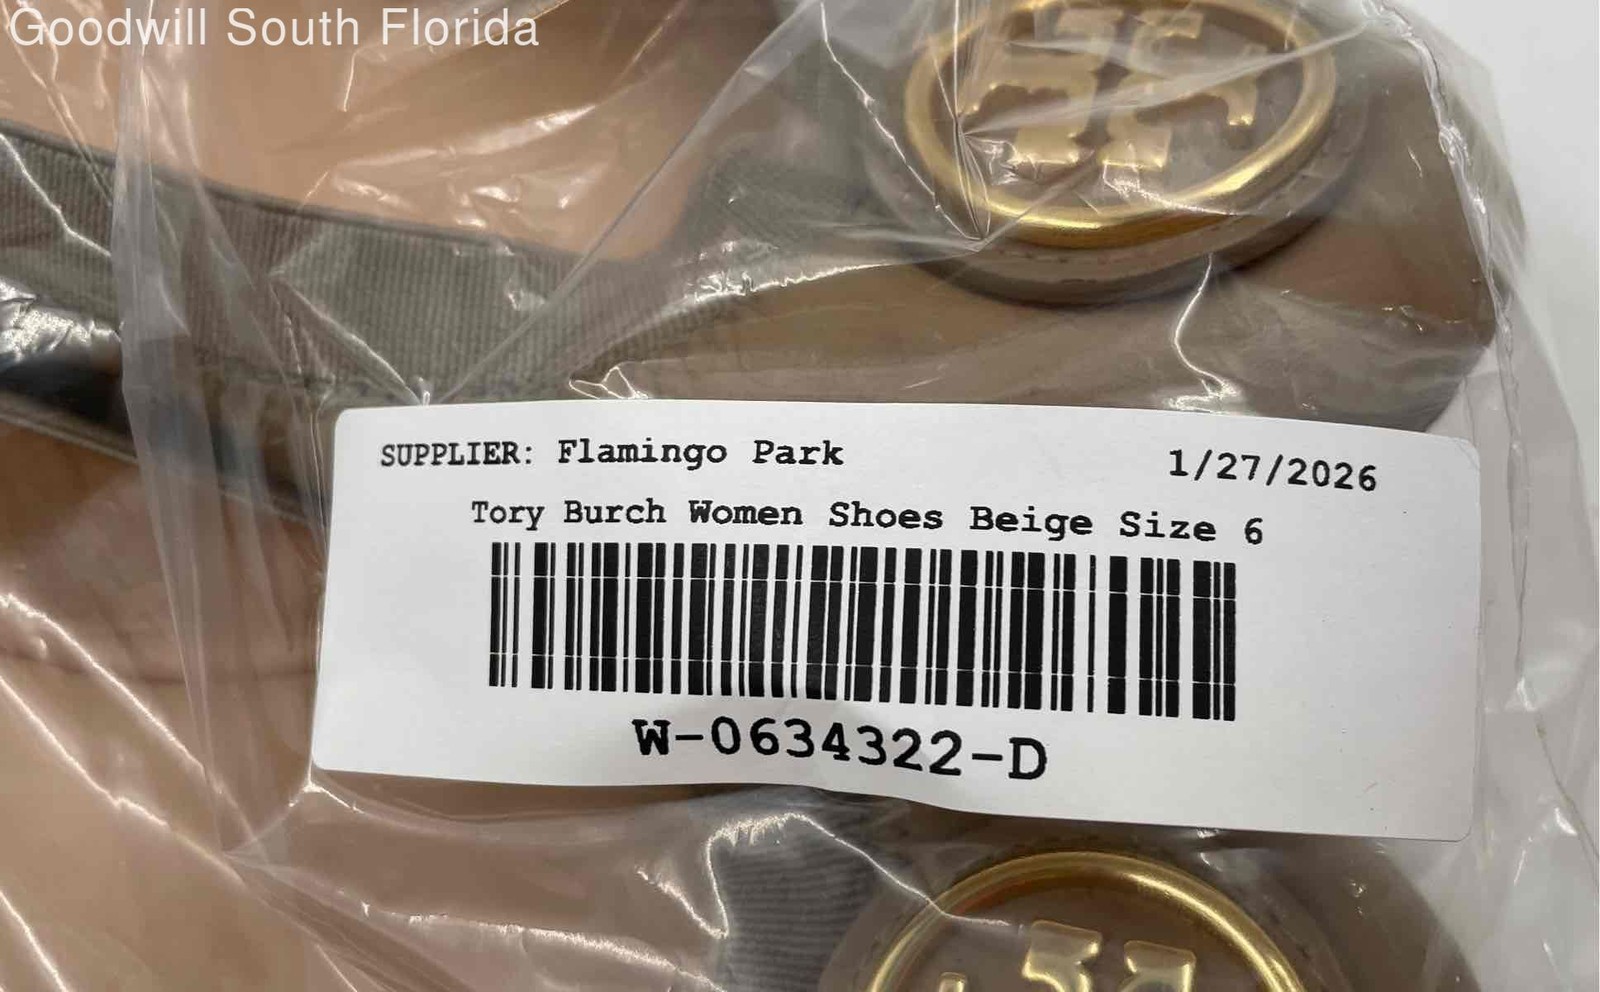 Goodwill South Florida
SUPPLIER: Flamingo Park 1/27/2026
Tory Burch Women Shoes Beige Size 6
W-0634322-D